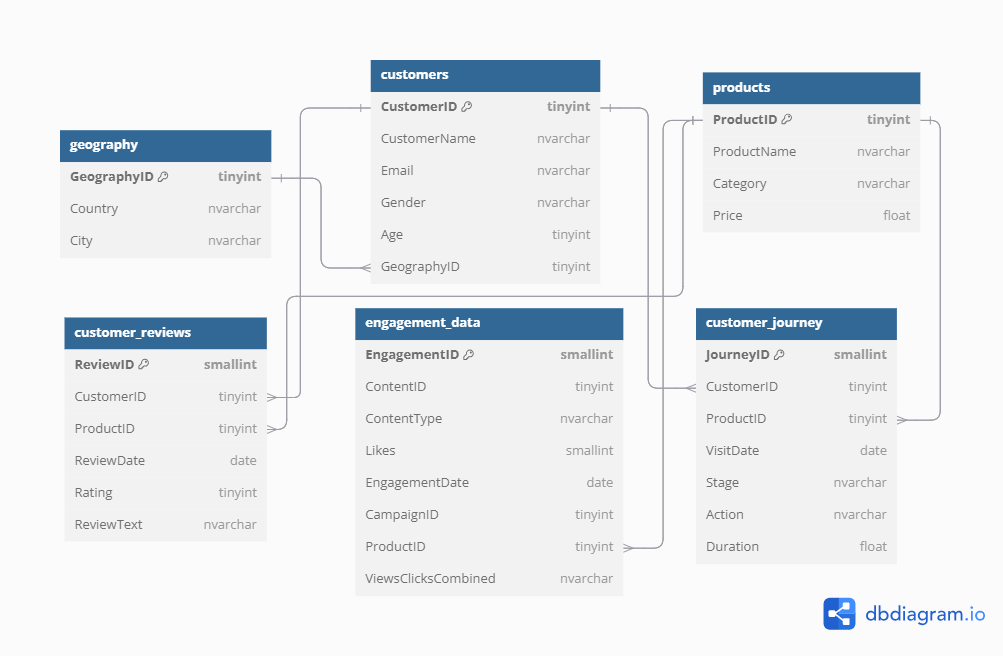 customers
CustomerID tinyint
CustomerName nvarchar
Email nvarchar
Gender nvarchar
Age tinyint
GeographyID tinyint
products
ProductID tinyint
ProductName nvarchar
Category nvarchar
Price float
geography
GeographyID tinyint
Country nvarchar
City nvarchar
customer_reviews
ReviewID smallint
CustomerID tinyint
ProductID tinyint
ReviewDate date
Rating tinyint
ReviewText nvarchar
engagement_data
EngagementID smallint
ContentID tinyint
ContentType nvarchar
Likes smallint
EngagementDate date
CampaignID tinyint
ProductID tinyint
ViewsClicksCombined nvarchar
customer_journey
JourneyID smallint
CustomerID tinyint
ProductID tinyint
VisitDate date
Stage nvarchar
Action nvarchar
Duration float
dbdiagram.io